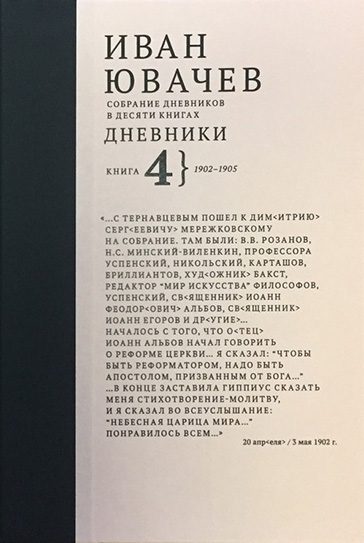 ИВАН
ЮВАЧЕВ
СОБРАНИЕ ДНЕВНИКОВ
В ДЕСЯТИ КНИГАХ
ДНЕВНИКИ
КНИГА 4} 1902–1905
«...С ТЕРНАВЦЕВЫМ ПОШЕЛ К ДИМ<ИТРИЮ>
СЕРГ<ЕЕВИЧУ> МЕРЕЖКОВСКОМУ
НА СОБРАНИЕ. ТАМ БЫЛИ: В.В. РОЗАНОВ,
Н.С. МИНСКИЙ-ВИЛЕНКИН, ПРОФЕССОРА
УСПЕНСКИЙ, НИКОЛЬСКИЙ, КАРТАШОВ,
БРИЛЛИАНТОВ, ХУД<ОЖНИК> БАКСТ,
РЕДАКТОР "МИР ИСКУССТВА" ФИЛОСОФОВ,
УСПЕНСКИЙ, СВ<ЯЩЕННИК> ИОАНН
ФЕОДОР<ОВИЧ> АЛЬБОВ, СВ<ЯЩЕННИК>
ИОАНН ЕГОРОВ И ДР<УГИЕ>...
НАЧАЛОСЬ С ТОГО, ЧТО О<ТЕЦ>
ИОАНН АЛЬБОВ НАЧАЛ ГОВОРИТЬ
О РЕФОРМЕ ЦЕРКВИ... Я СКАЗАЛ: "ЧТОБЫ
БЫТЬ РЕФОРМАТОРОМ, НАДО БЫТЬ
АПОСТОЛОМ, ПРИЗВАННЫМ ОТ БОГА..."
...В КОНЦЕ ЗАСТАВИЛА ГИППИУС СКАЗАТЬ
МЕНЯ СТИХОТВОРЕНИЕ-МОЛИТВУ,
И Я СКАЗАЛ ВО ВСЕУСЛЫШАНИЕ:
"НЕБЕСНАЯ ЦАРИЦА МИРА..."
ПОНРАВИЛОСЬ ВСЕМ...»
20 апр<еля> / 3 мая 1902 г.